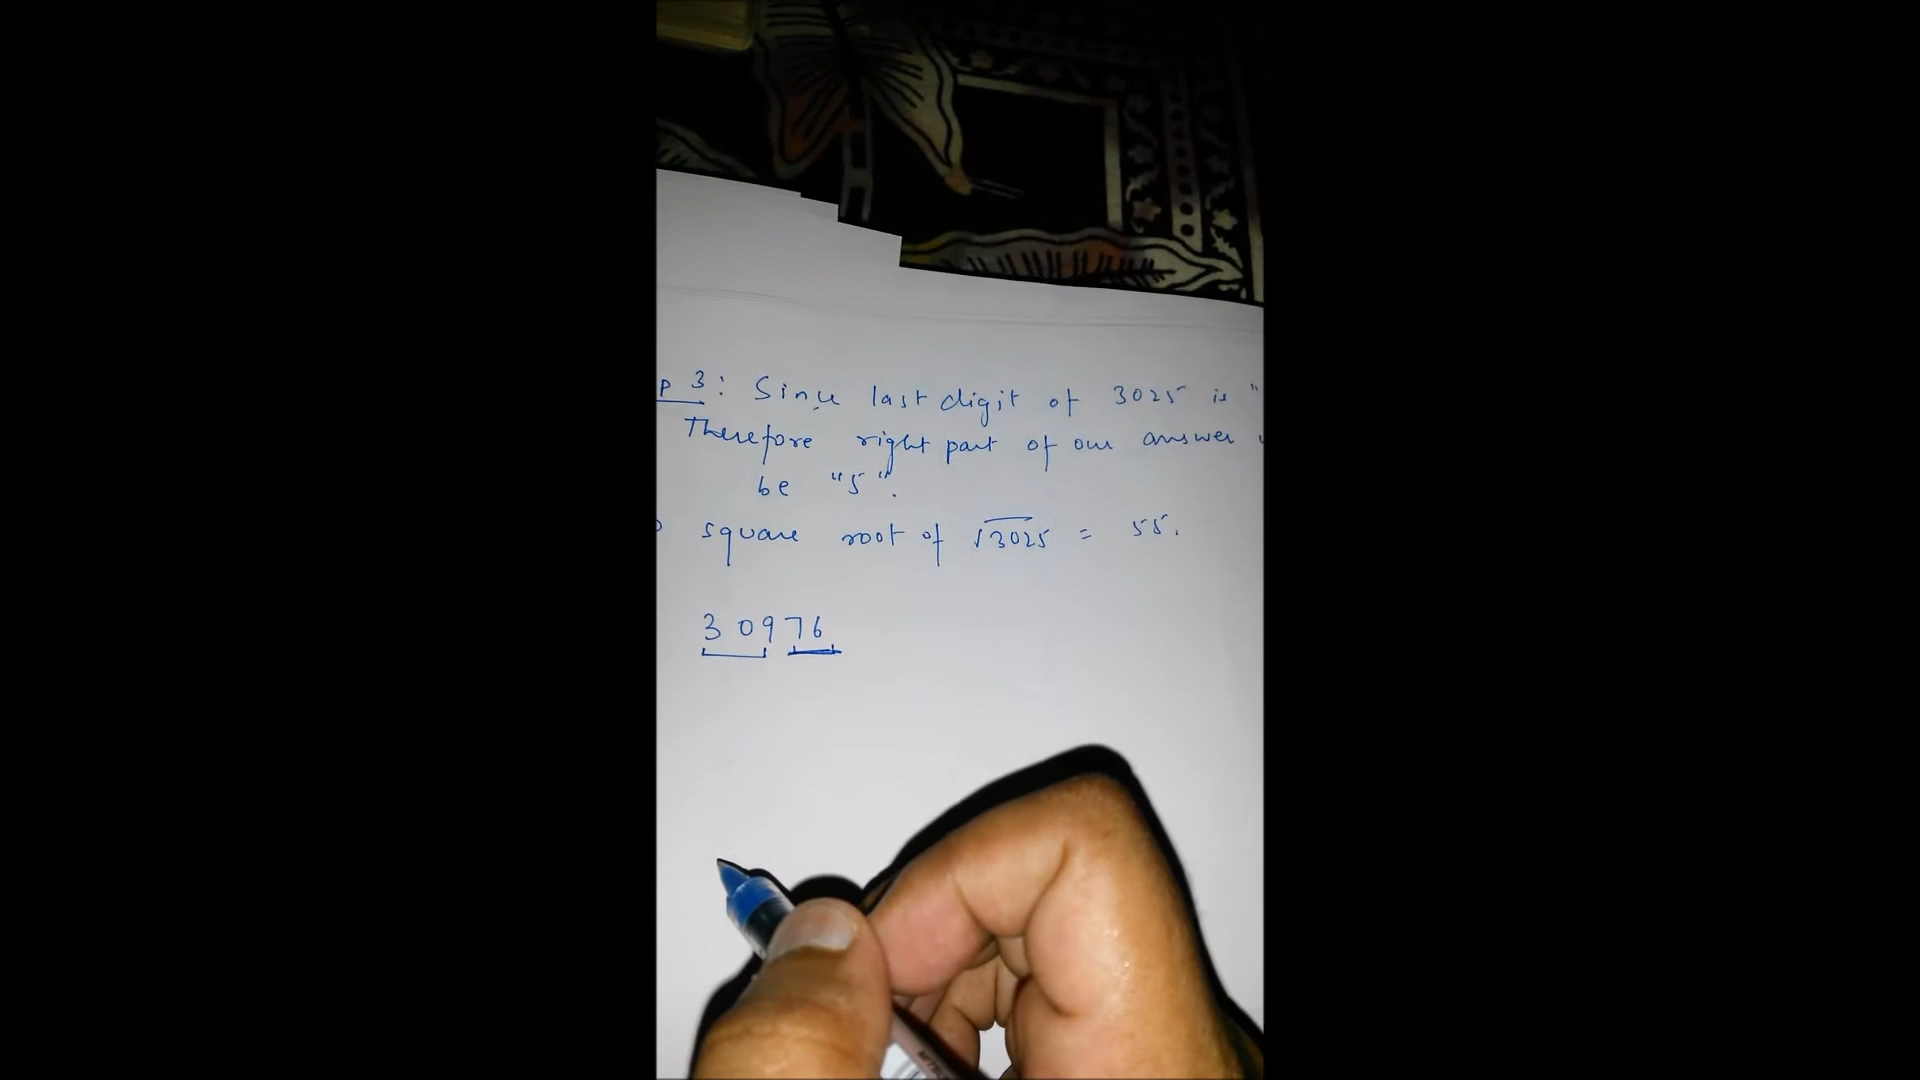 p 3: Since last digit of 3025 is "
Therefore right part of our answer
be "5".
square root of √3025 = 55.
30976